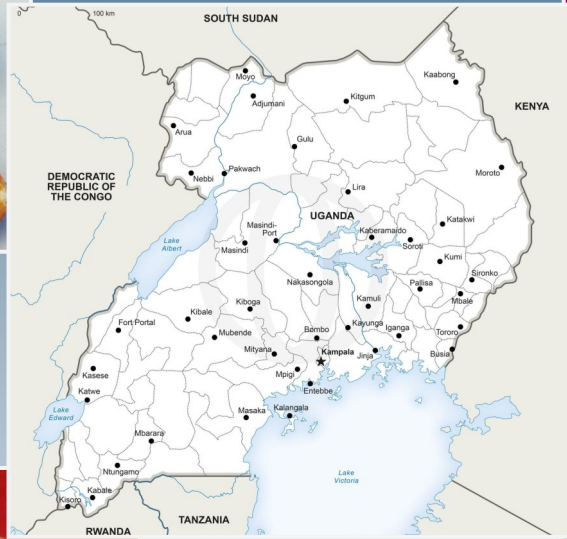 0
100 km
SOUTH SUDAN
Moyo
Kaabong
Adjumani
Kitgum
KENYA
Arua
Gulu
DEMOCRATIC
REPUBLIC OF
THE CONGO
Nebbi
Pakwach
Moroto
Lira
UGANDA
Katakwi
Masindi-
Port
Kaberamaido
Soroti
Lake
Albert
Masindi
Kumi
Sironko
Nakasongola
Pallisa
Mbale
Kiboga
Kamuli
Kibale
Fort Portal
Mubende
Bombo
Kayunga
Iganga
Tororo
Mityana
Kampala
Jinja
Busia
Kasese
Mpigi
Katwe
Entebbe
Lake
Edward
Masaka
Kalangala
Mbarara
Ntungamo
Lake
Victoria
Kabale
Kisoro
TANZANIA
RWANDA